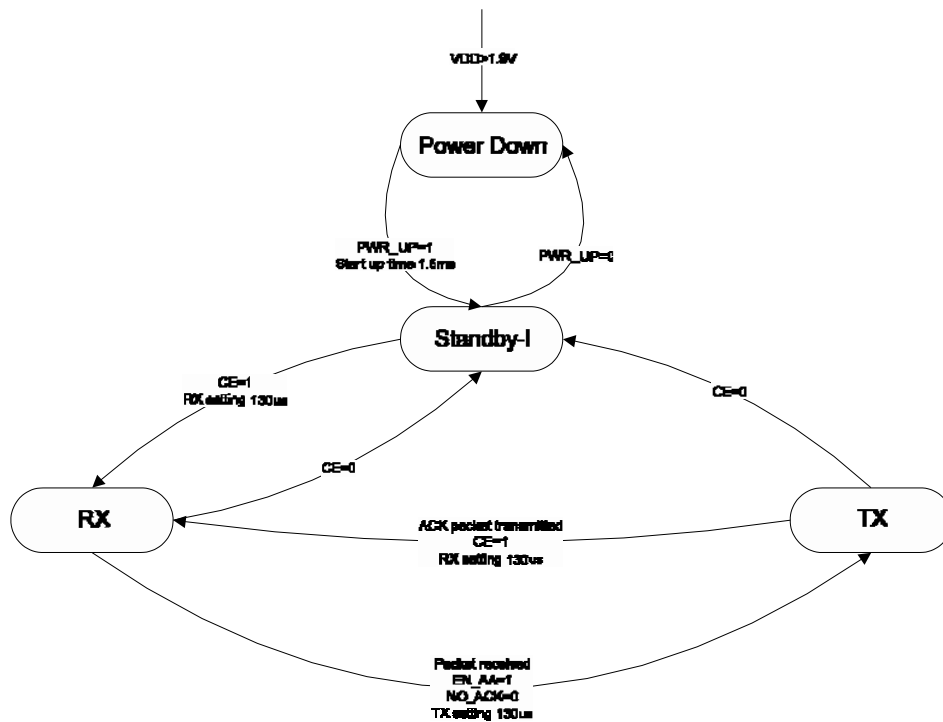 VDD>1.9V
Power Down
PWR_UP=1
Start up time 1.5ms
PWR_UP=0
Standby-I
CE=1
RX setting 130us
CE=0
CE=0
RX
TX
ACK packet transmitted
CE=1
RX setting 130us
Packet received
EN_AA=1
NO_ACK=0
TX setting 130us